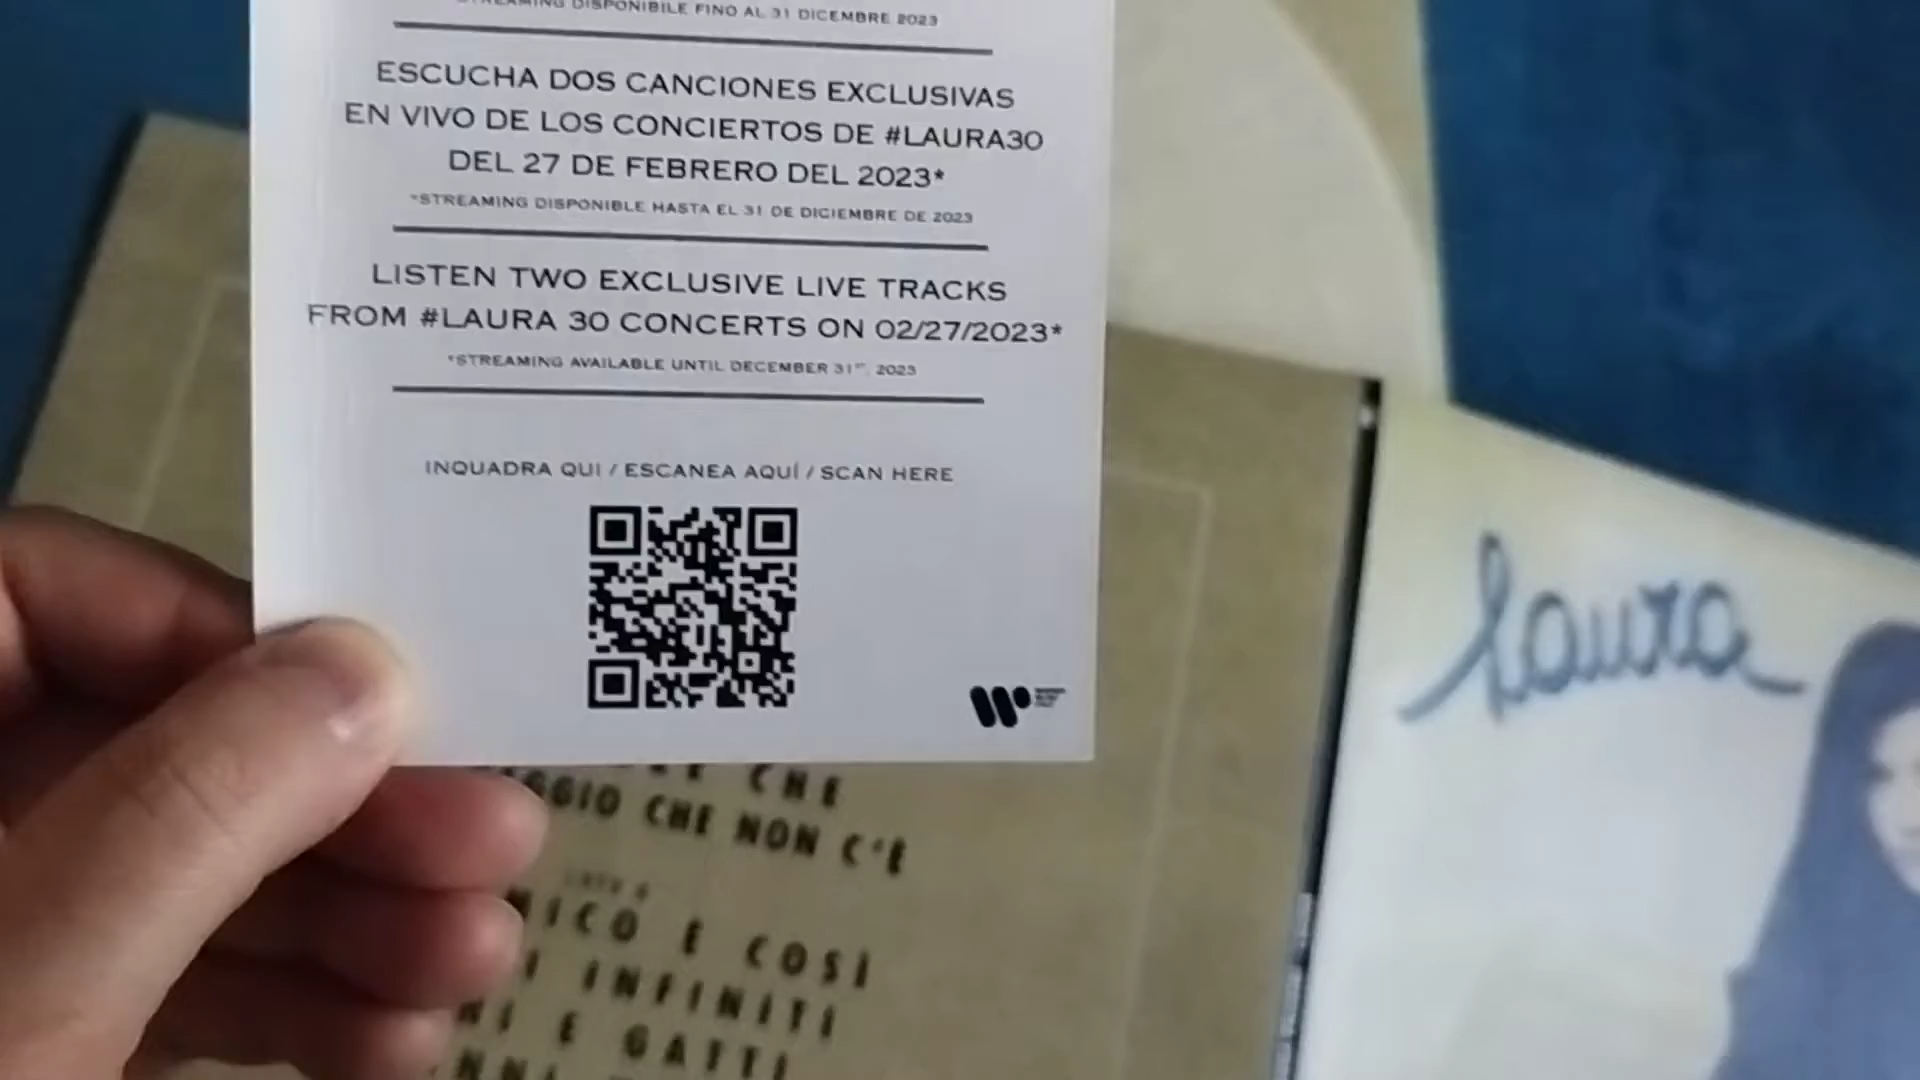 STREAMING DISPONIBILE FINO AL 31 DICEMBRE 2023
ESCUCHA DOS CANCIONES EXCLUSIVAS
EN VIVO DE LOS CONCIERTOS DE #LAURA30
DEL 27 DE FEBRERO DEL 2023*
*STREAMING DISPONIBLE HASTA EL 31 DE DICIEMBRE DE 2023
LISTEN TWO EXCLUSIVE LIVE TRACKS
FROM #LAURA 30 CONCERTS ON 02/27/2023*
*STREAMING AVAILABLE UNTIL DECEMBER 31ST, 2023
INQUADRA QUI / ESCANEA AQUÍ / SCAN HERE
CHE
CHE NON C'È
E COSÌ
INFINITI
E GATTI
Laura